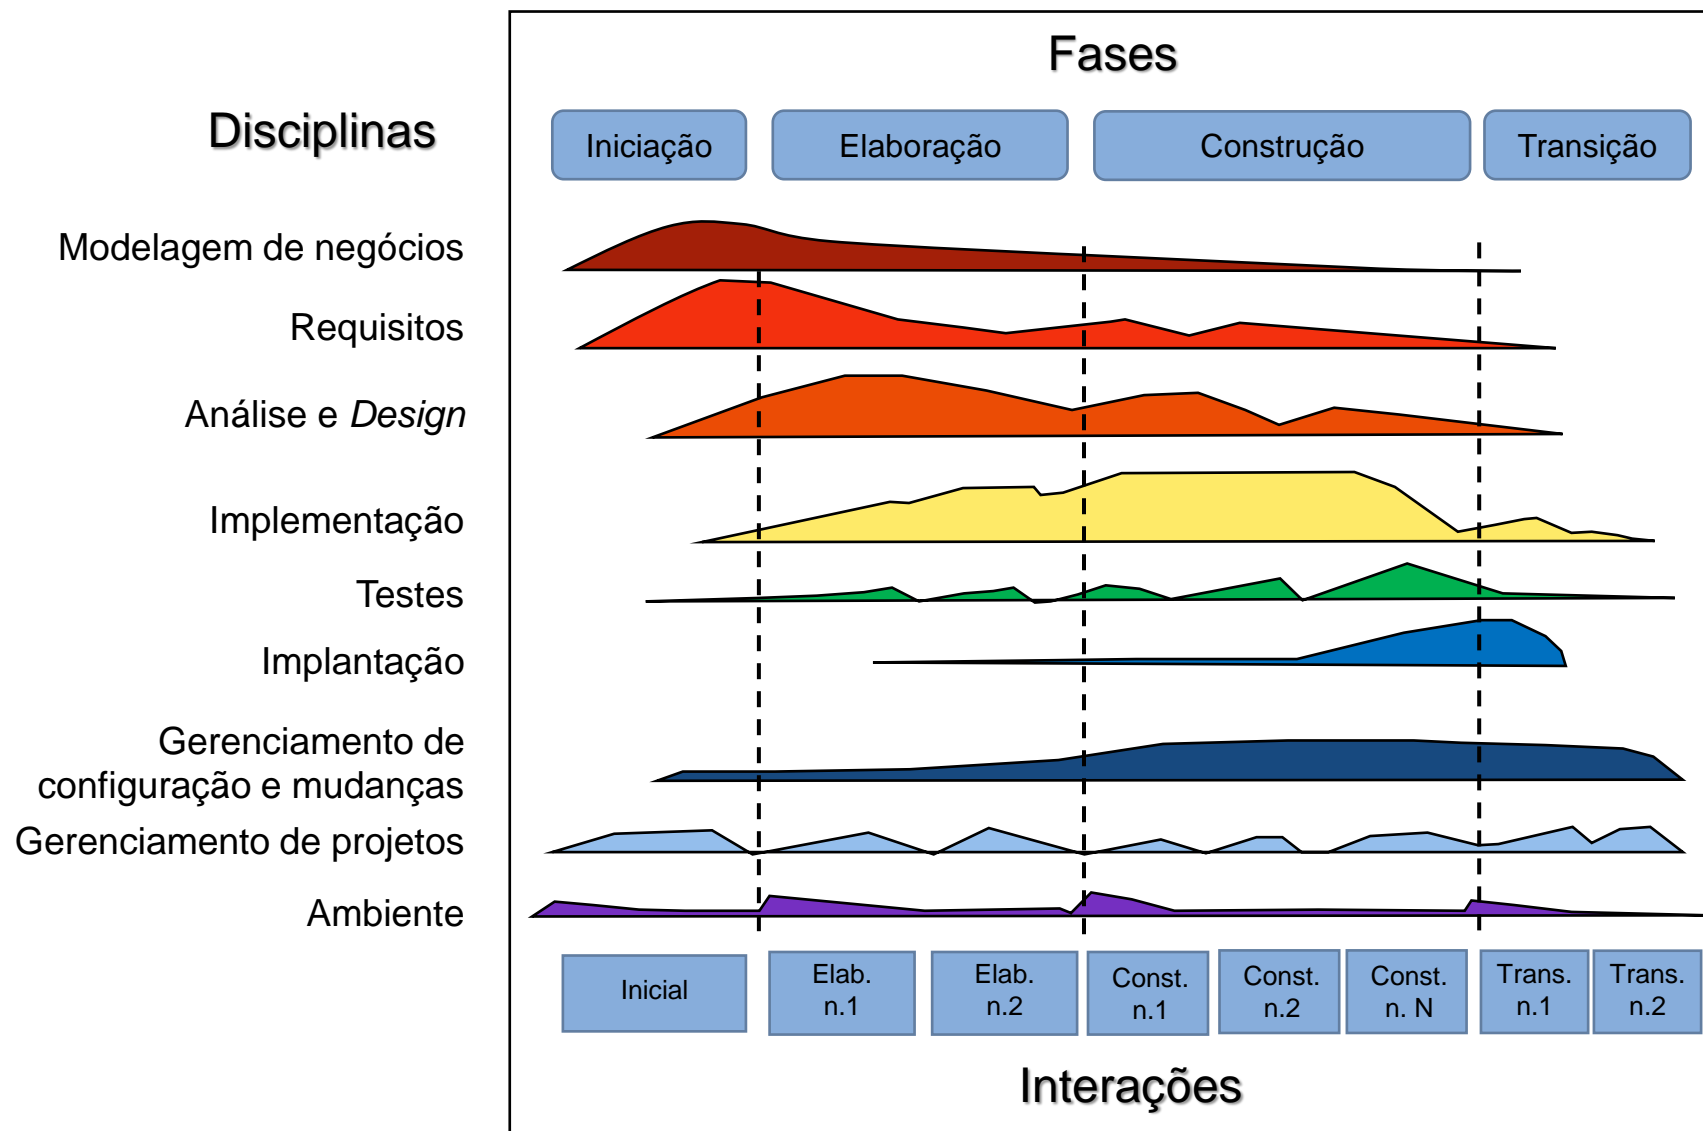 Fases
Disciplinas
Iniciação
Elaboração
Construção
Transição
Modelagem de negócios
Requisitos
Análise e Design
Implementação
Testes
Implantação
Gerenciamento de
configuração e mudanças
Gerenciamento de projetos
Ambiente
Inicial
Elab.
n.1
Elab.
n.2
Const.
n.1
Const.
n.2
Const.
n. N
Trans.
n.1
Trans.
n.2
Interações